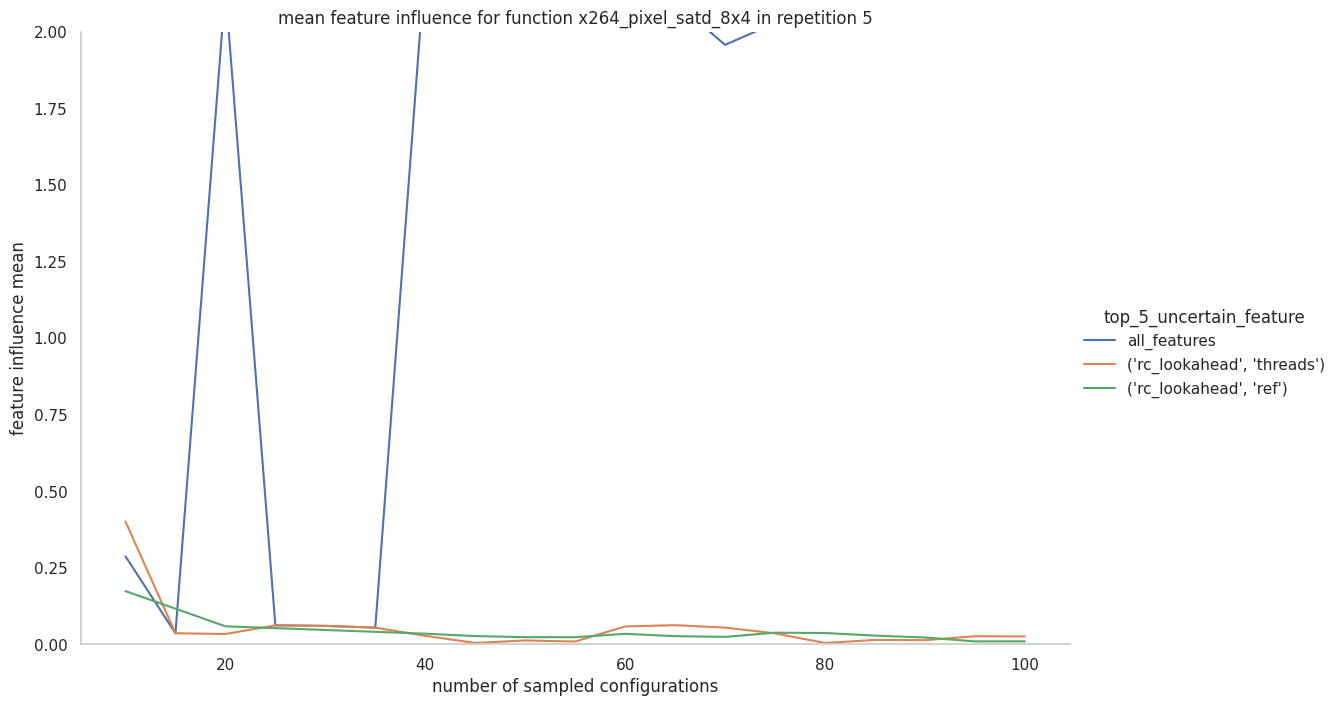 mean feature influence for function x264_pixel_satd_8x4 in repetition 5
2.00
1.75
1.50
1.25
1.00
0.75
0.50
0.25
0.00
feature influence mean
20
40
60
80
100
number of sampled configurations
top_5_uncertain_feature
all_features
('rc_lookahead', 'threads')
('rc_lookahead', 'ref')